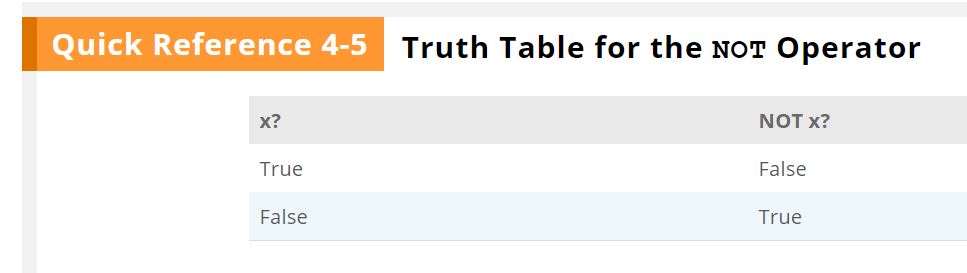 Quick Reference 4-5 Truth Table for the NOT Operator
x? NOT x?
True False
False True